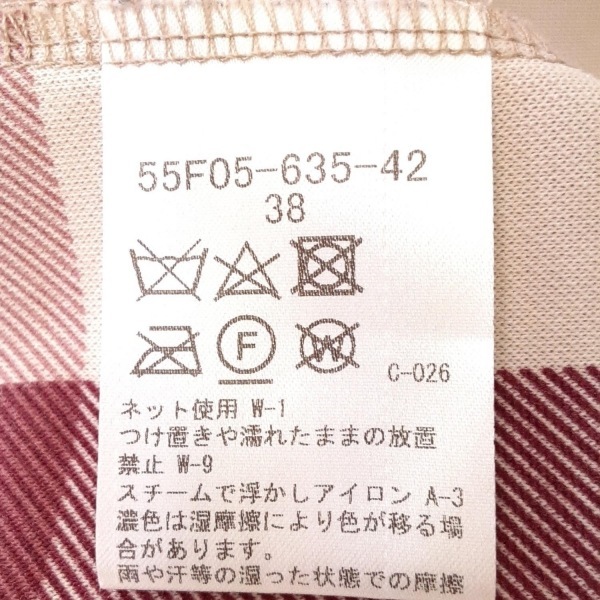 55F05-635-42
38
F W
C-026
ネット使用 W-1
つけ置きや濡れたままの放置
禁止 W-9
スチームで浮かしアイロン A-3
濃色は湿摩擦により色が移る場
合があります。
雨や汗等の湿った状態での摩擦